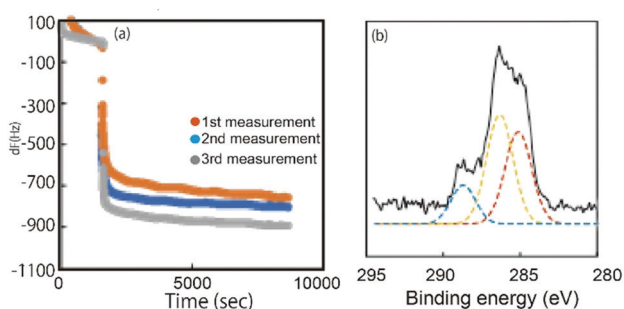 (a)
100
-100
-300
-500
-700
-900
-1100
dF(Hz)
1st measurement
2nd measurement
3rd measurement
0
5000
10000
Time (sec)
(b)
295
290
285
280
Binding energy (eV)